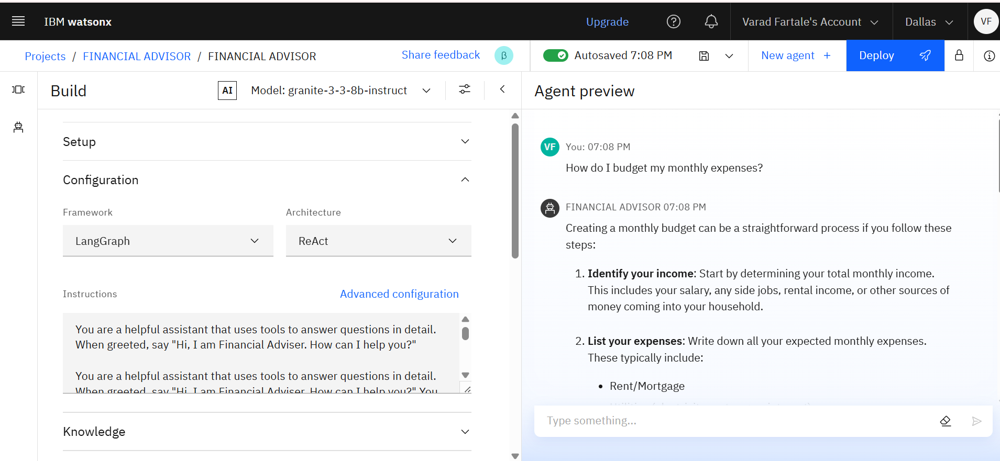 IBM watsonx
Upgrade
Varad Fartale's Account
Dallas
VF
Projects / FINANCIAL ADVISOR / FINANCIAL ADVISOR
Share feedback
β
Autosaved 7:08 PM
New agent +
Deploy
Build
AI
Model: granite-3-3-8b-instruct
Setup
Configuration
Framework
Architecture
LangGraph
ReAct
Instructions
Advanced configuration
You are a helpful assistant that uses tools to answer questions in detail.
When greeted, say "Hi, I am Financial Adviser. How can I help you?"
You are a helpful assistant that uses tools to answer questions in detail.
When greeted, say "Hi, I am Financial Adviser. How can I help you?" You
Knowledge
Agent preview
VF
You: 07:08 PM
How do I budget my monthly expenses?
FINANCIAL ADVISOR 07:08 PM
Creating a monthly budget can be a straightforward process if you follow these
steps:
1. Identify your income: Start by determining your total monthly income.
This includes your salary, any side jobs, rental income, or other sources of
money coming into your household.
2. List your expenses: Write down all your expected monthly expenses.
These typically include:
• Rent/Mortgage
Type something...